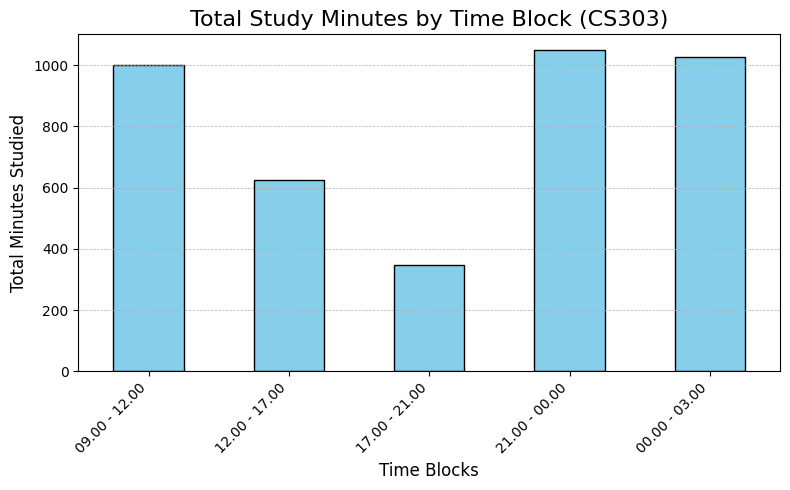 Total Study Minutes by Time Block (CS303)
Total Minutes Studied
1000
800
600
400
200
0
09.00 - 12.00
12.00 - 17.00
17.00 - 21.00
21.00 - 00.00
00.00 - 03.00
Time Blocks